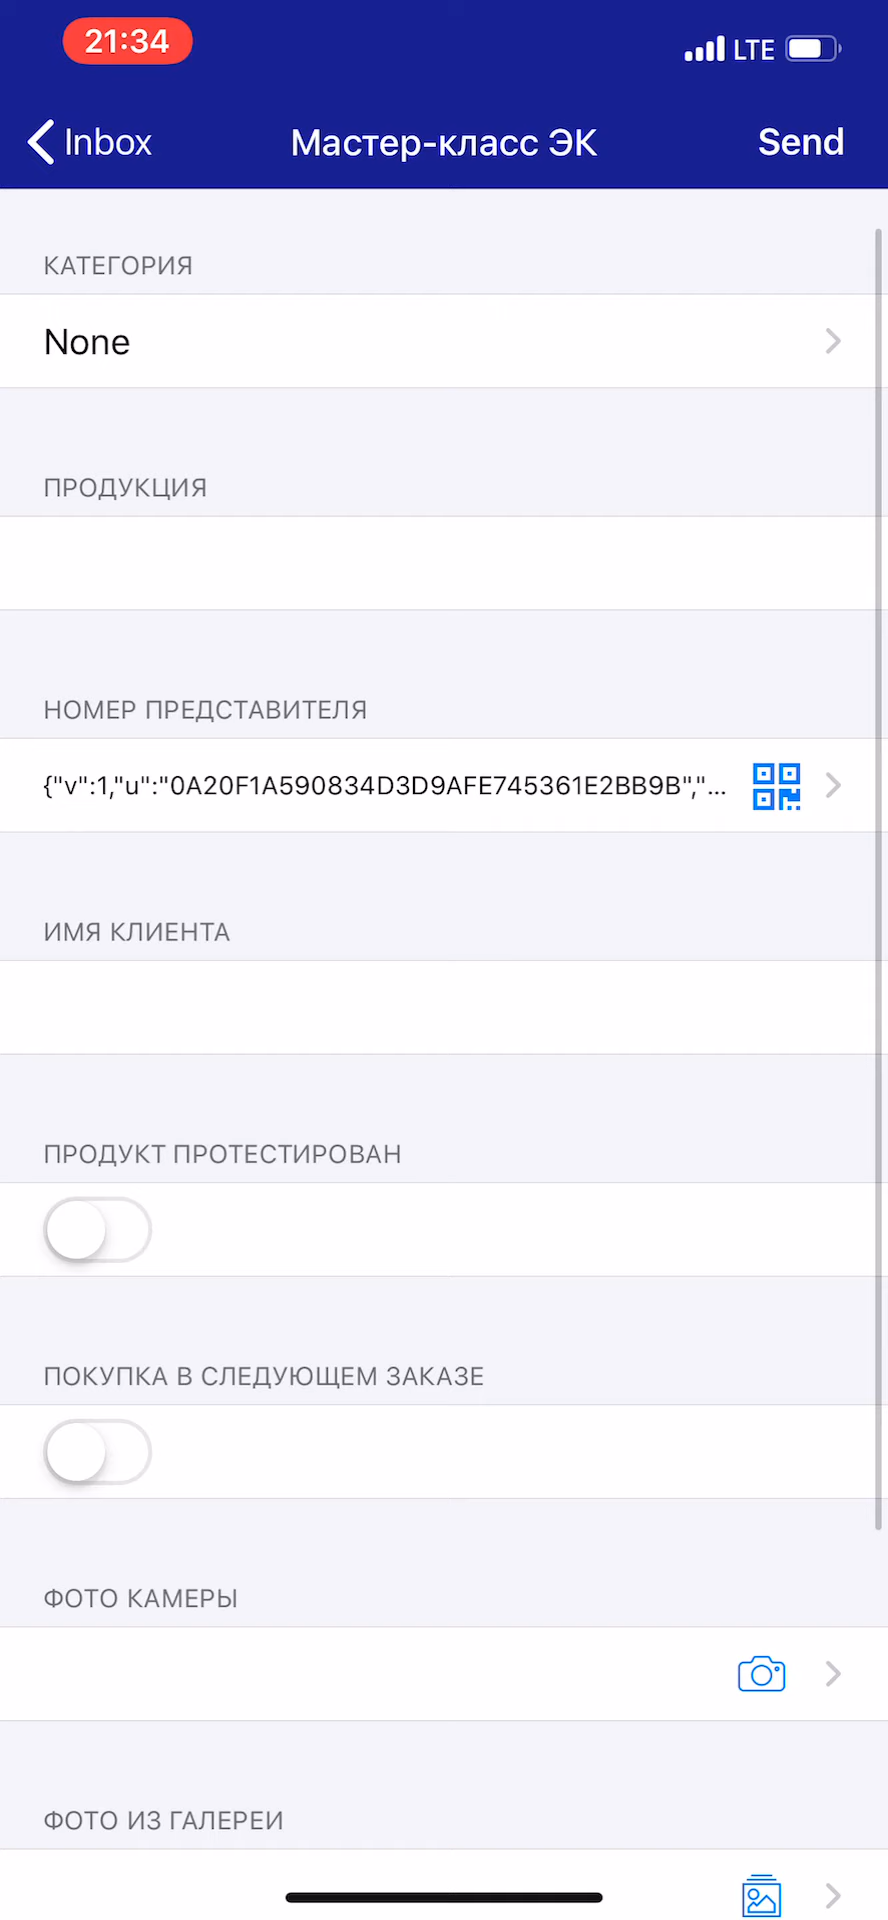 21:34
LTE
Inbox
Мастер-класс ЭК
Send
КАТЕГОРИЯ
None
ПРОДУКЦИЯ
НОМЕР ПРЕДСТАВИТЕЛЯ
{"v":1,"u":"0A20F1A590834D3D9AFE745361E2BB9B","...
ИМЯ КЛИЕНТА
ПРОДУКТ ПРОТЕСТИРОВАН
ПОКУПКА В СЛЕДУЮЩЕМ ЗАКАЗЕ
ФОТО КАМЕРЫ
ФОТО ИЗ ГАЛЕРЕИ